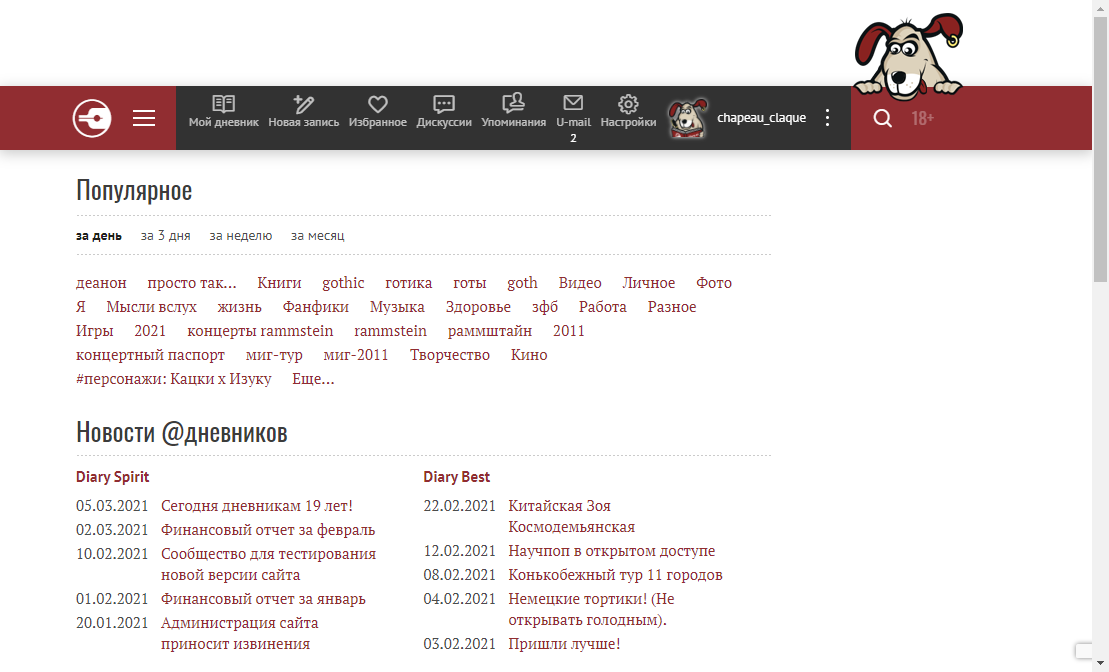 Мой дневник Новая запись Избранное Дискуссии Упоминания U-mail Настройки chapeau_claque 18+
2
Популярное
за день за 3 дня за неделю за месяц
деанон просто так... Книги gothic готика готы goth Видео Личное Фото
Я Мысли вслух жизнь Фанфики Музыка Здоровье зфб Работа Разное
Игры 2021 концерты rammstein rammstein раммштайн 2011
концертный паспорт миг-тур миг-2011 Творчество Кино
#персонажи: Кацки x Изуку Еще...
Новости @дневников
Diary Spirit
05.03.2021 Сегодня дневникам 19 лет!
02.03.2021 Финансовый отчет за февраль
10.02.2021 Сообщество для тестирования
новой версии сайта
01.02.2021 Финансовый отчет за январь
20.01.2021 Администрация сайта
приносит извинения
Diary Best
22.02.2021 Китайская Зоя
Космодемьянская
12.02.2021 Научпоп в открытом доступе
08.02.2021 Конькобежный тур 11 городов
04.02.2021 Немецкие тортики! (Не
открывать голодным).
03.02.2021 Пришли лучше!